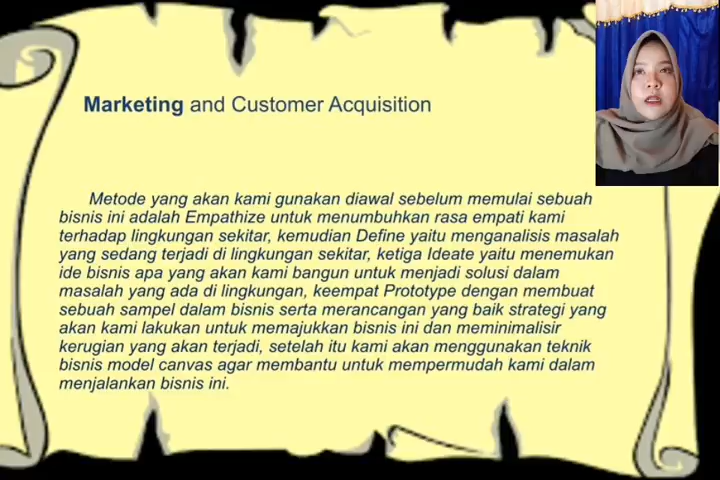 Marketing and Customer Acquisition
Metode yang akan kami gunakan diawal sebelum memulai sebuah
bisnis ini adalah Empathize untuk menumbuhkan rasa empati kami
terhadap lingkungan sekitar, kemudian Define yaitu menganalisis masalah
yang sedang terjadi di lingkungan sekitar, ketiga Ideate yaitu menemukan
ide bisnis apa yang akan kami bangun untuk menjadi solusi dalam
masalah yang ada di lingkungan, keempat Prototype dengan membuat
sebuah sampel dalam bisnis serta merancangan yang baik strategi yang
akan kami lakukan untuk memajukkan bisnis ini dan meminimalisir
kerugian yang akan terjadi, setelah itu kami akan menggunakan teknik
bisnis model canvas agar membantu untuk mempermudah kami dalam
menjalankan bisnis ini.